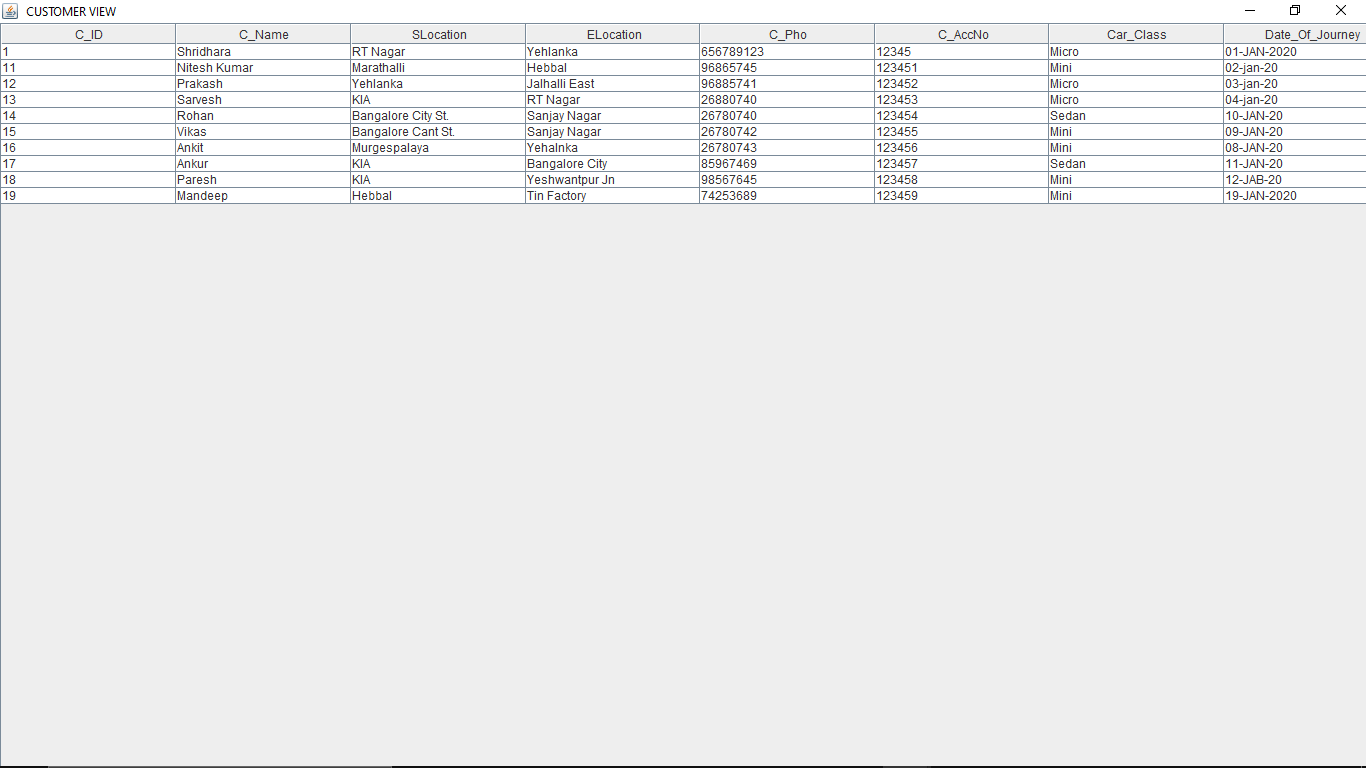 CUSTOMER VIEW
C_ID C_Name SLocation ELocation C_Pho C_AccNo Car_Class Date_Of_Journey
1 Shridhara RT Nagar Yehlanka 656789123 12345 Micro 01-JAN-2020
11 Nitesh Kumar Marathalli Hebbal 96865745 123451 Mini 02-jan-20
12 Prakash Yehlanka Jalhalli East 96885741 123452 Micro 03-jan-20
13 Sarvesh KIA RT Nagar 26880740 123453 Micro 04-jan-20
14 Rohan Bangalore City St. Sanjay Nagar 26780740 123454 Sedan 10-JAN-20
15 Vikas Bangalore Cant St. Sanjay Nagar 26780742 123455 Mini 09-JAN-20
16 Ankit Murgespalaya Yehalnka 26780743 123456 Mini 08-JAN-20
17 Ankur KIA Bangalore City 85967469 123457 Sedan 11-JAN-20
18 Paresh KIA Yeshwantpur Jn 98567645 123458 Mini 12-JAB-20
19 Mandeep Hebbal Tin Factory 74253689 123459 Mini 19-JAN-2020